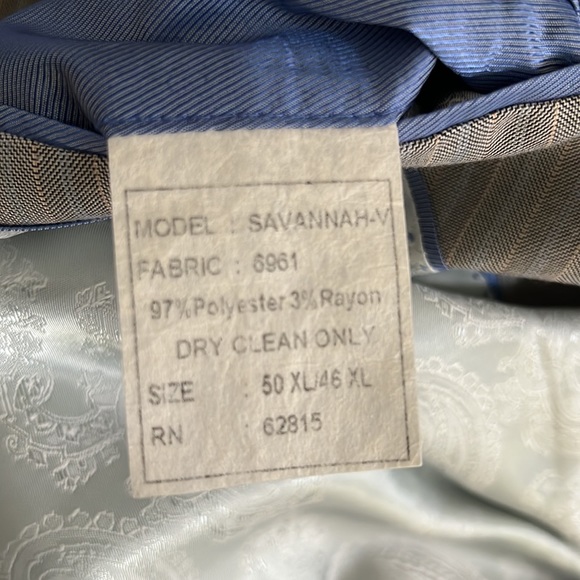 MODEL : SAVANNAH-V
FABRIC : 6961
97%Polyester 3%Rayon
DRY CLEAN ONLY
SIZE : 50 XL/46 XL
RN : 62815